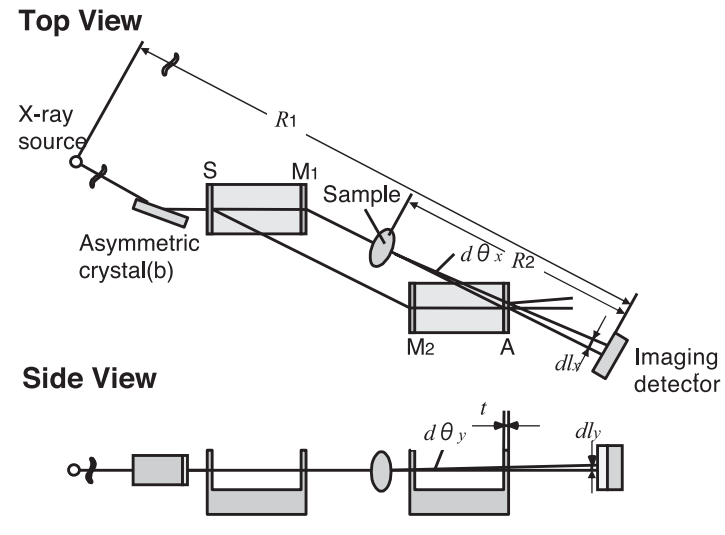 Top View
X-ray
source
R1
S
M1
Sample
Asymmetric
crystal(b)
dθx
R2
M2
A
dlx
Imaging
detector
Side View
t
dθy
dly